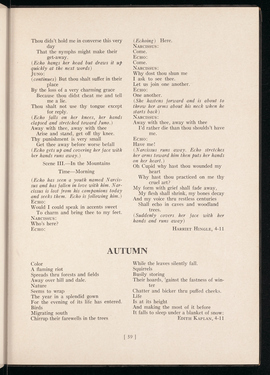 Thou didn't hold me in converse this very
day
That the nymphs might make their
get-away.
(Echo hangs her head but draws it up
quickly at the next words)
JUNO:
(continues) But thou shalt suffer in their
place
By the loss of a very charming grace
Because thou didst cheat me and tell
me a lie.
Thou shalt not use the tongue except
for reply.
(Echo falls on her knees, her hands
clasped and stretched toward Juno.)
Away with thee, away with thee
Arise and stand; get off thy knee
Thy punishment is very small
Get thee away before worse befall
(Echo gets up and covering her face with
her hands runs away.)
Scene III.—In the Mountains
Time—Morning
(Echo has seen a youth named Narcis-
sus and has fallen in love with him. Nar-
cissus is lost from his companions today
and seeks them. Echo is following him.)
ECHO:
Would I could speak in accents sweet
To charm and bring thee to my feet.
NARCISSUS:
Who's here?
ECHO:
(Echoing) Here.
NARCISSUS:
Come.
ECHO:
Come.
NARCISSUS:
Why dost thou shun me
I ask to see thee.
Let us join one another.
ECHO:
One another.
(She hastens forward and is about to
throw her arms about his neck when he
starts back)
NARCISSUS:
Away with thee, away with thee
I'd rather die than thou shouldn't have
me.
ECHO:
Have me!
(Narcissus runs away. Echo stretches
her arms toward him then puts her hands
on her heart)
Oh Cupid why hast thou wounded my
heart
Why hast thou practiced on me thy
cruel art?
My form with grief shall fade away,
My flesh shall shrink, my bones decay
And my voice thro restless centuries
Shall reply in caves and woodland
trees.
(Suddenly covers her face with her
hands and runs away)
HARRIET HINGLE, 4-11
AUTUMN
Color
A flaming riot
Spreads thru forests and fields
Away over hill and dale.
Nature
Seems to wrap
The year in a splendid gown
For the evening of its life has entered.
Birds,
Migrating south
Chirrup their farewells in the trees
While the leaves silently fall.
Squirrels
Busily storing
Their hoards, 'gainst the fastness of win-
ter
Chatter and bicker thru puffed cheeks.
Life
Is at its height
And making the most of it before
It falls to sleep under a blanket of snow.
EDITH KAPLAN, 4-11